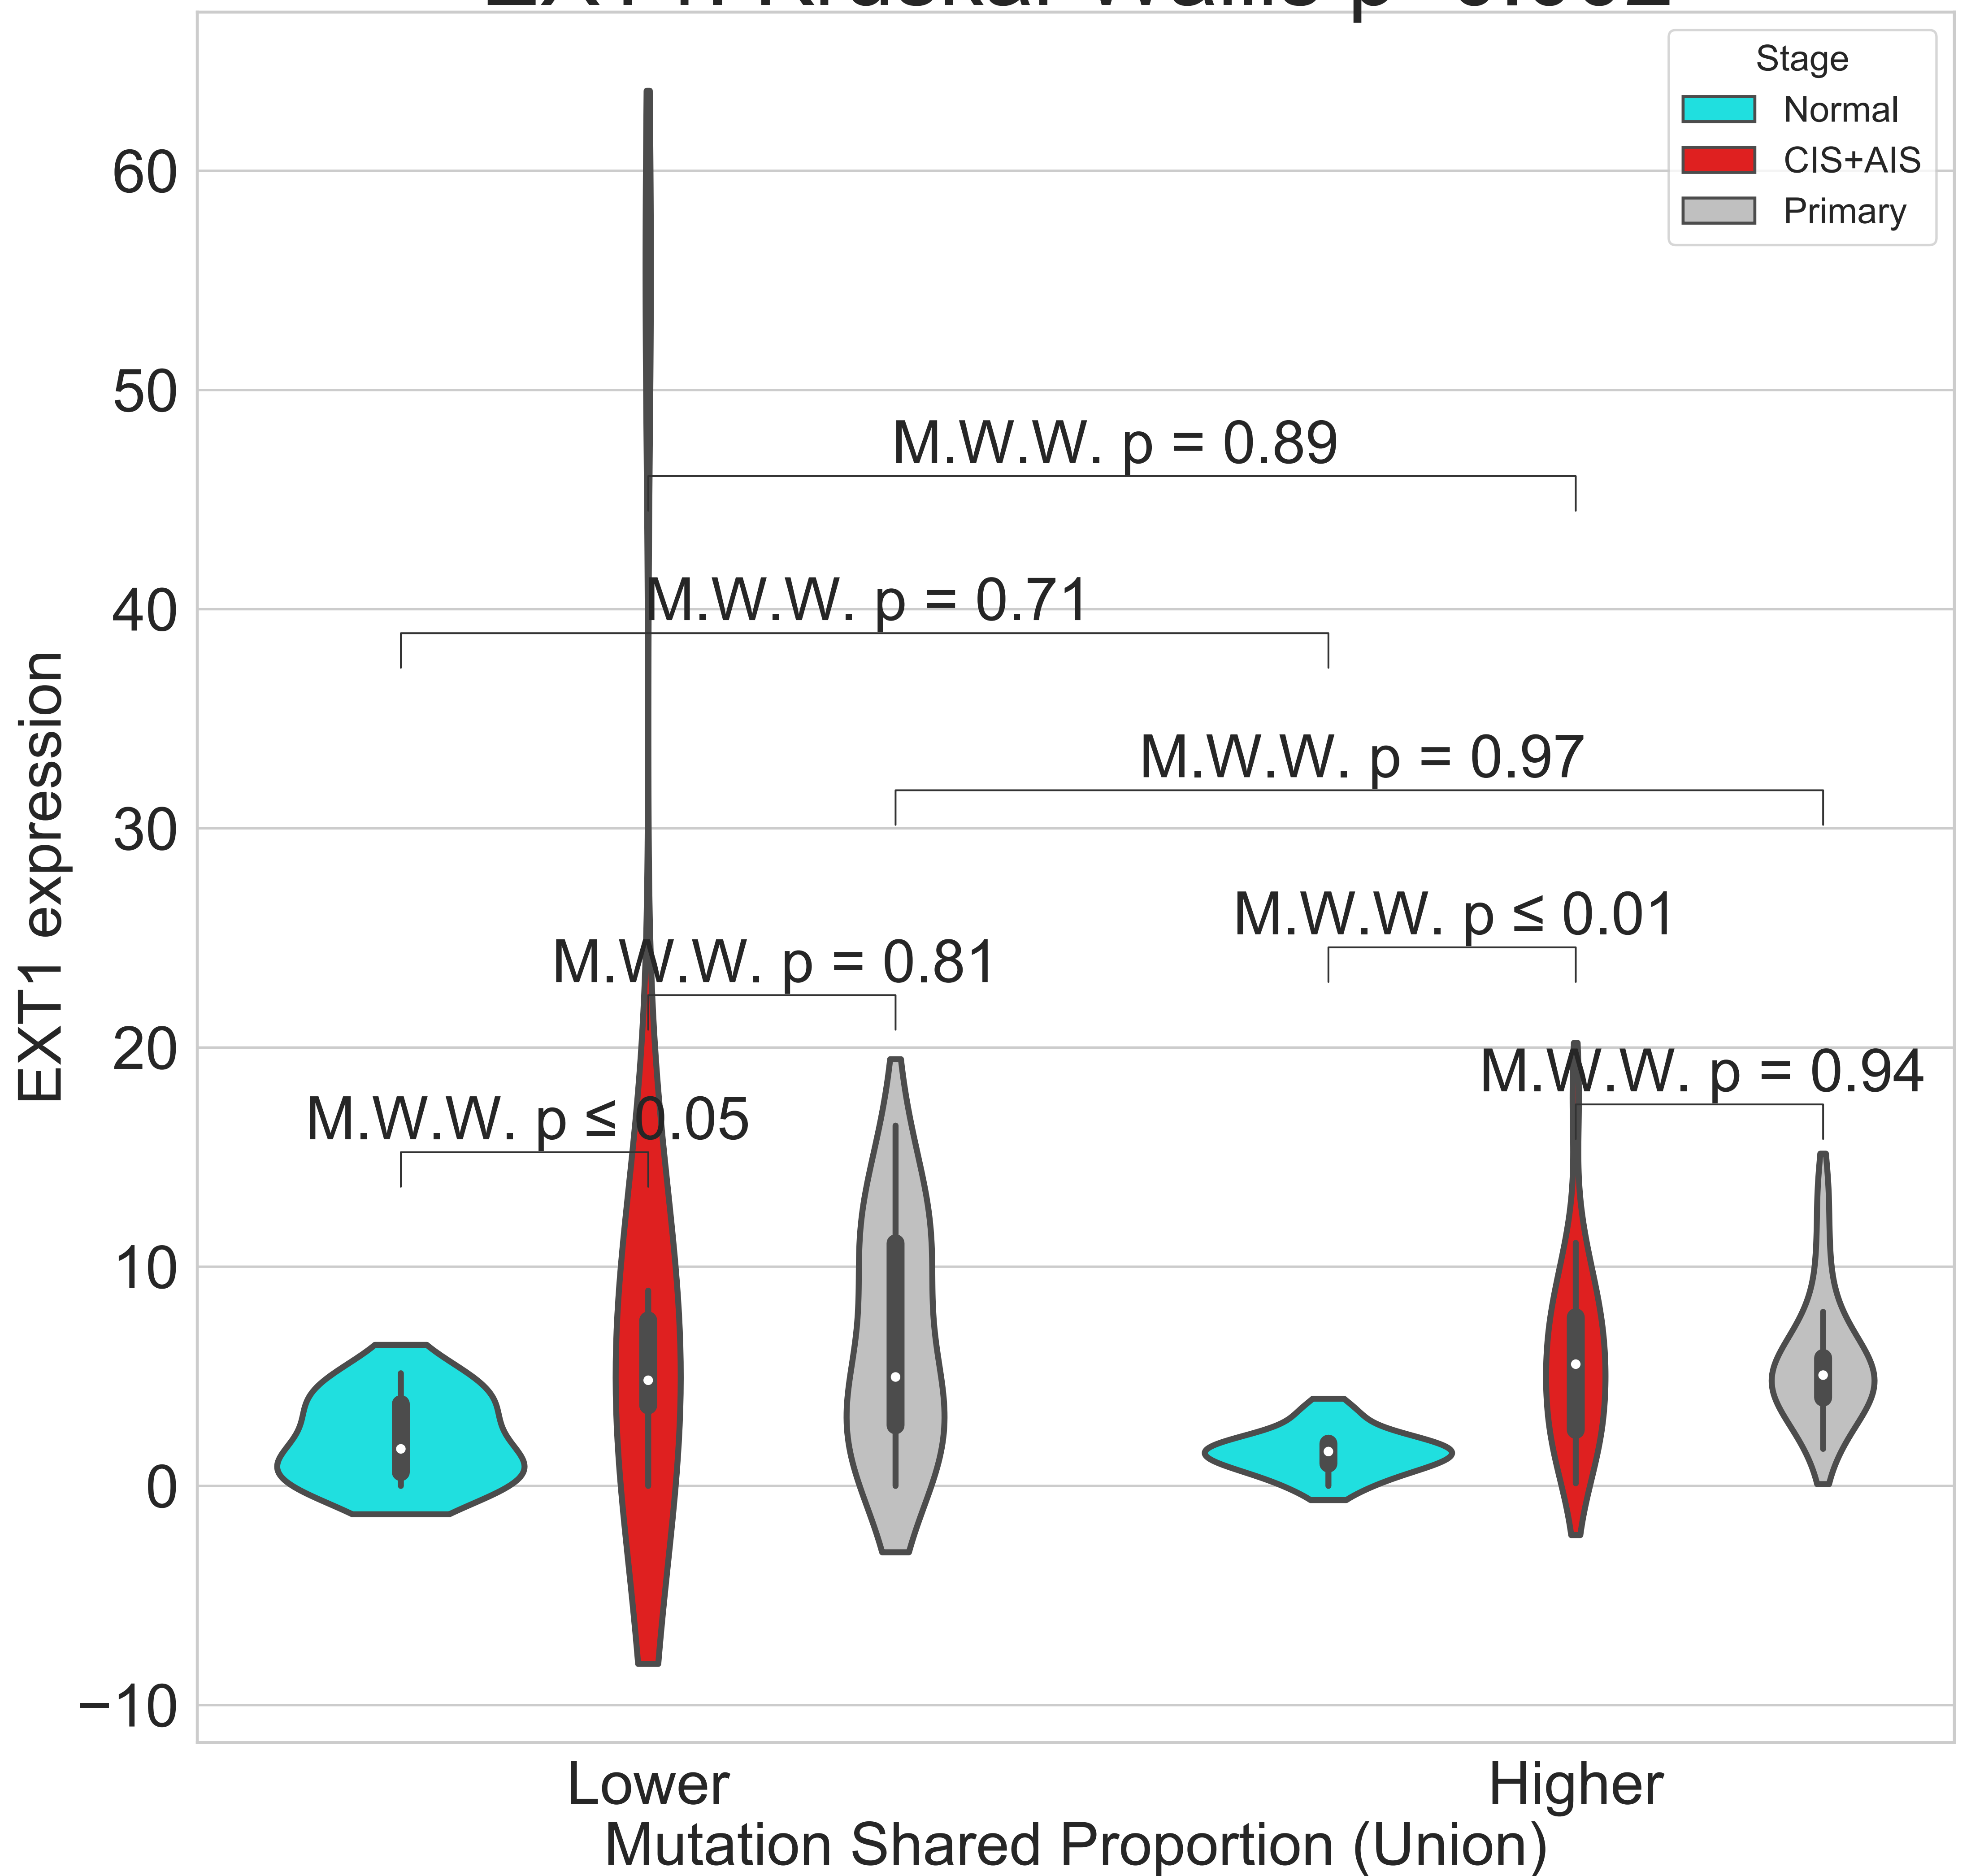 Stage
Normal
CIS+AIS
Primary
60
50
40
30
20
10
0
−10
EXT1 expression
M.W.W. p = 0.89
M.W.W. p = 0.71
M.W.W. p = 0.97
M.W.W. p ≤ 0.01
M.W.W. p = 0.81
M.W.W. p = 0.94
M.W.W. p ≤ 0.05
Lower
Higher
Mutation Shared Proportion (Union)